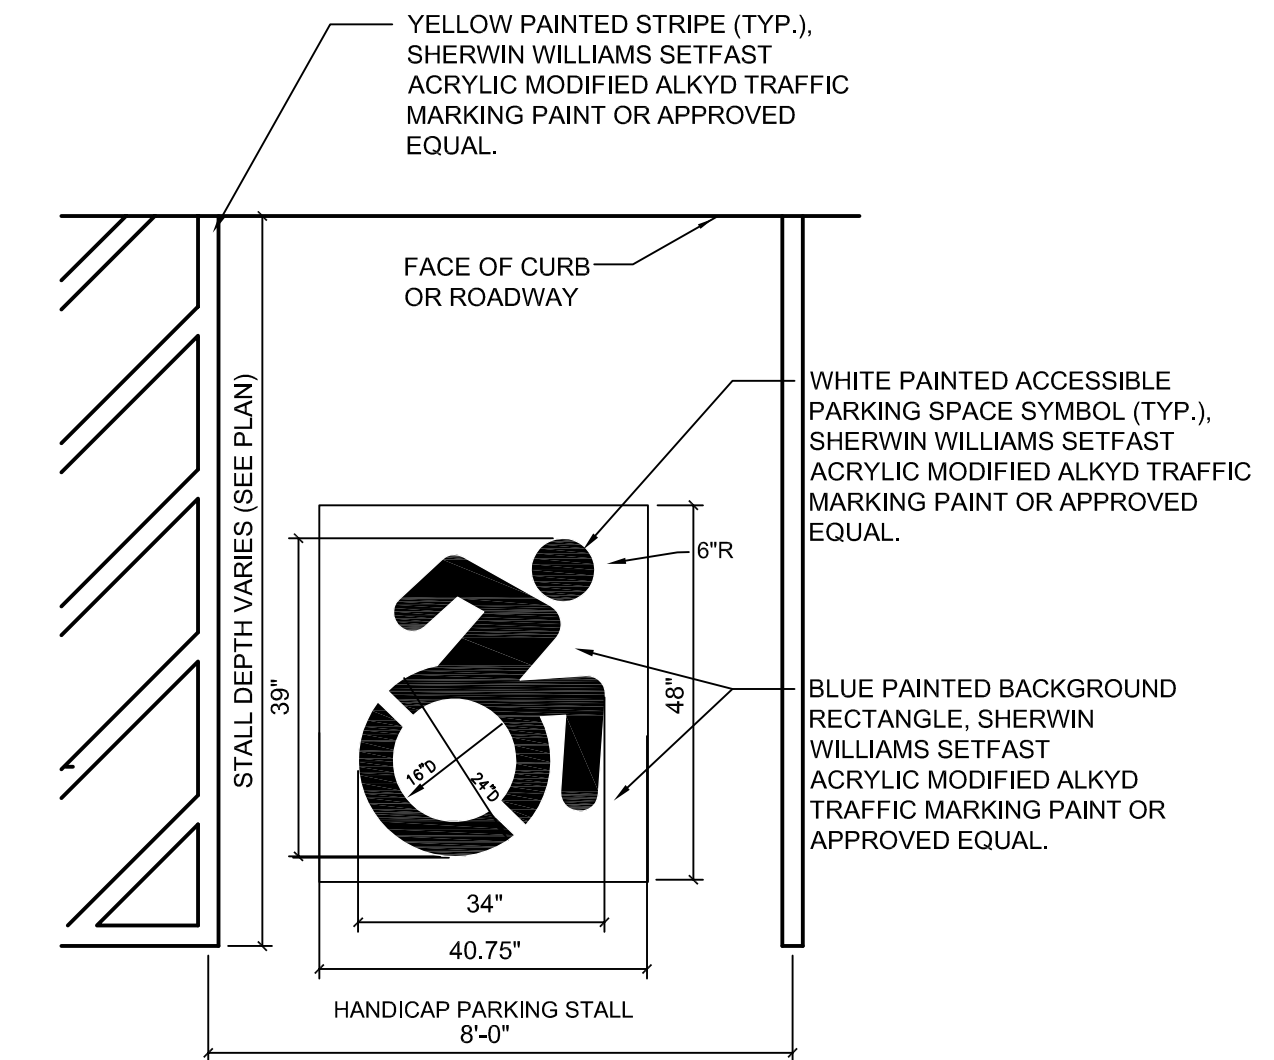 YELLOW PAINTED STRIPE (TYP.),
SHERWIN WILLIAMS SETFAST
ACRYLIC MODIFIED ALKYD TRAFFIC
MARKING PAINT OR APPROVED
EQUAL.
FACE OF CURB
OR ROADWAY
STALL DEPTH VARIES (SEE PLAN)
WHITE PAINTED ACCESSIBLE
PARKING SPACE SYMBOL (TYP.),
SHERWIN WILLIAMS SETFAST
ACRYLIC MODIFIED ALKYD TRAFFIC
MARKING PAINT OR APPROVED
EQUAL.
6"R
39"
48"
16"D
24"D
BLUE PAINTED BACKGROUND
RECTANGLE, SHERWIN
WILLIAMS SETFAST
ACRYLIC MODIFIED ALKYD
TRAFFIC MARKING PAINT OR
APPROVED EQUAL.
34"
40.75"
HANDICAP PARKING STALL
8'-0"